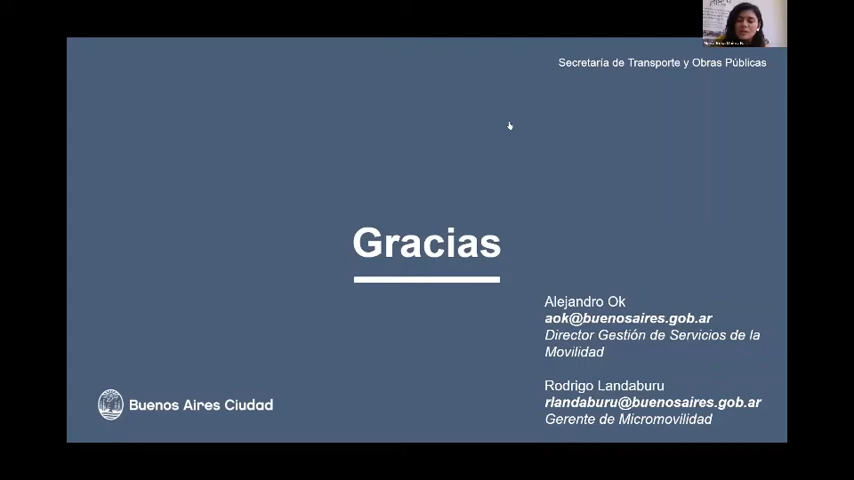 Secretaría de Transporte y Obras Públicas
Gracias
Alejandro Ok
aok@buenosaires.gob.ar
Director Gestión de Servicios de la
Movilidad
Rodrigo Landaburu
rlandaburu@buenosaires.gob.ar
Gerente de Micromovilidad
Buenos Aires Ciudad